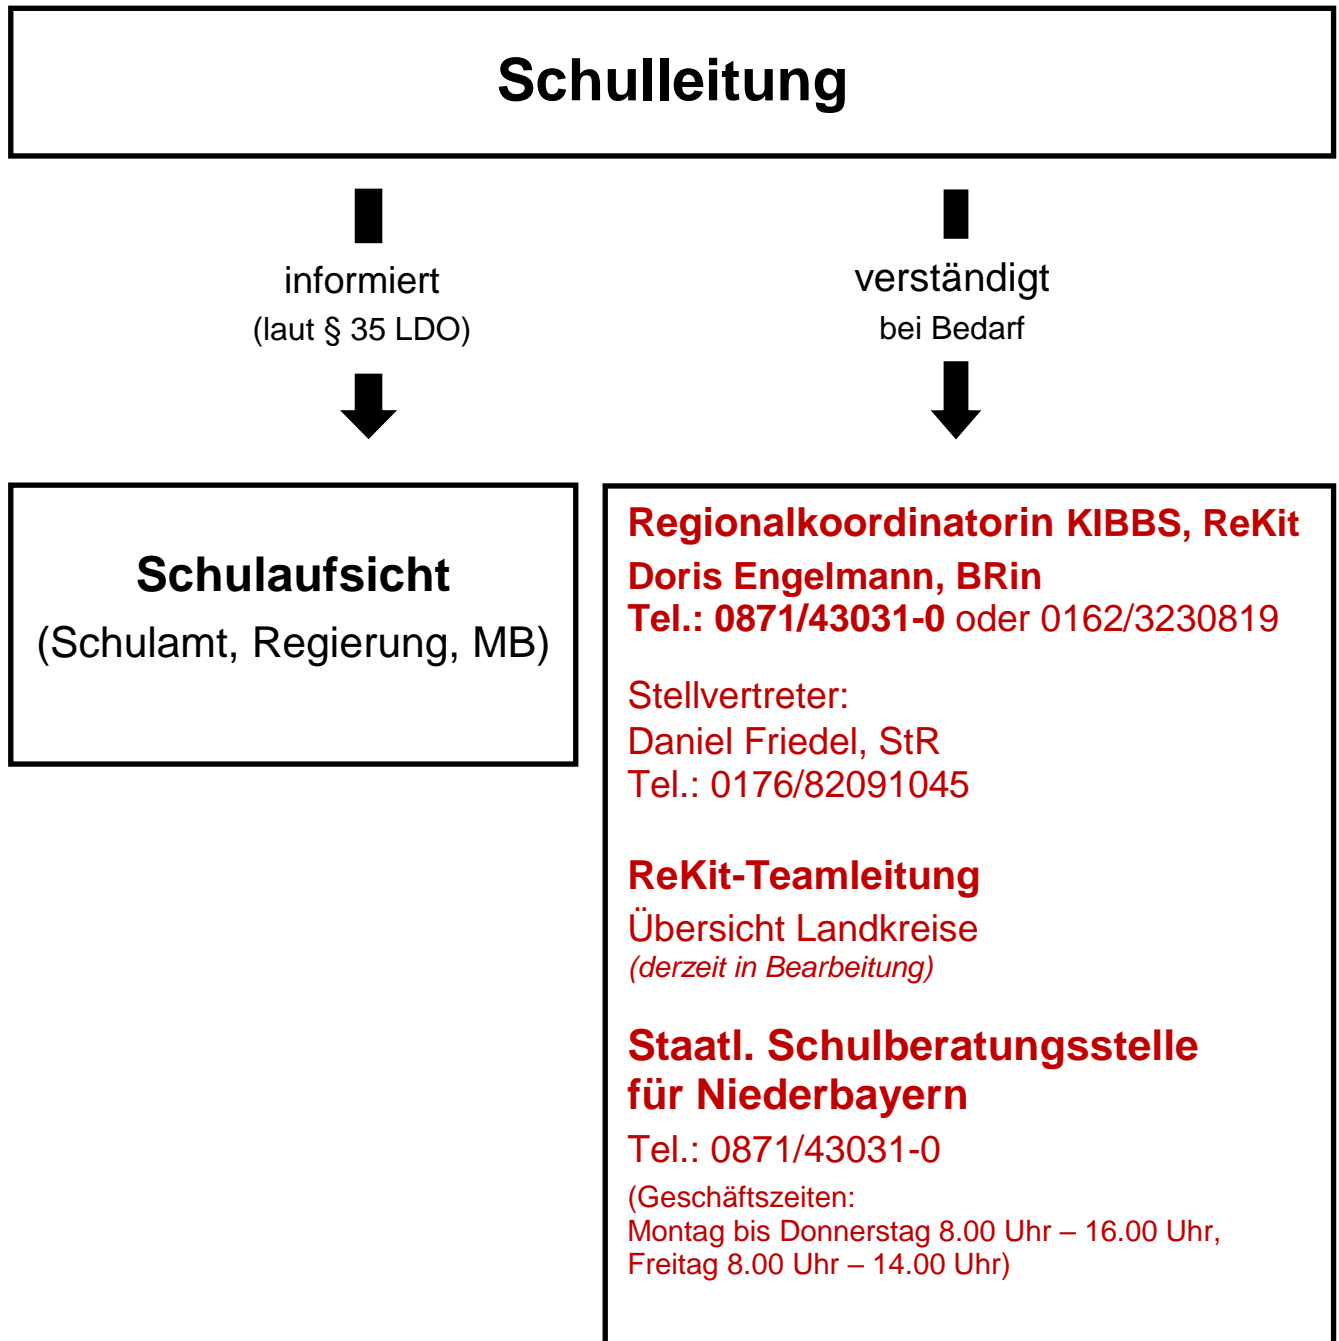 Schulleitung
informiert
(laut § 35 LDO)
verständigt
bei Bedarf
Schulaufsicht
(Schulamt, Regierung, MB)
Regionalkoordinatorin KIBBS, ReKit
Doris Engelmann, BRin
Tel.: 0871/43031-0 oder 0162/3230819
Stellvertreter:
Daniel Friedel, StR
Tel.: 0176/82091045
ReKit-Teamleitung
Übersicht Landkreise
(derzeit in Bearbeitung)
Staatl. Schulberatungsstelle
für Niederbayern
Tel.: 0871/43031-0
(Geschäftszeiten:
Montag bis Donnerstag 8.00 Uhr – 16.00 Uhr,
Freitag 8.00 Uhr – 14.00 Uhr)